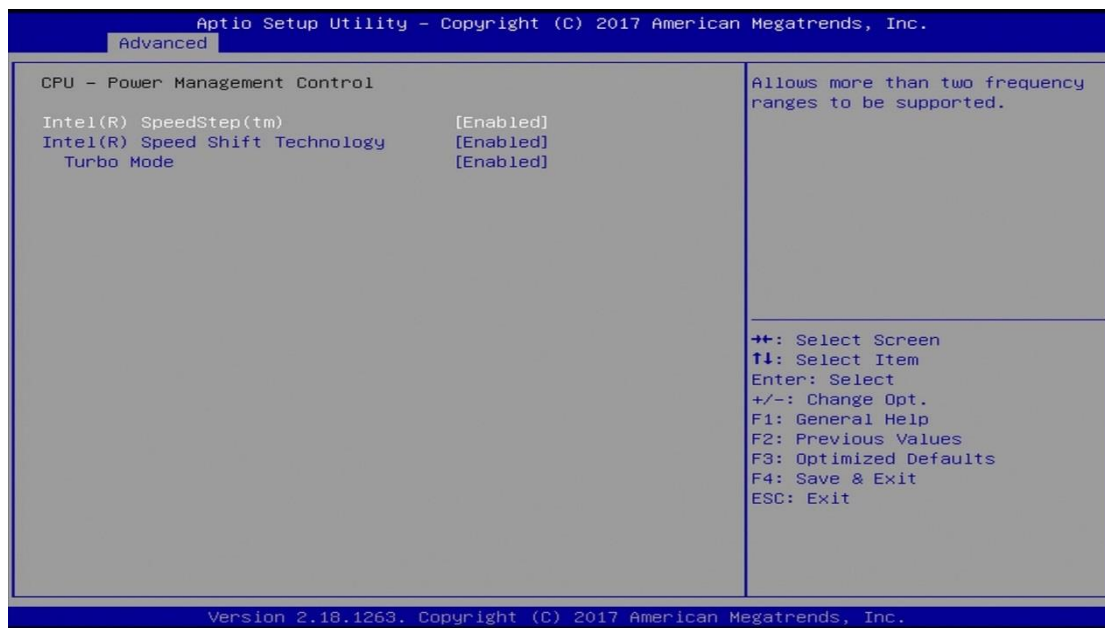 Aptio Setup Utility – Copyright (C) 2017 American Megatrends, Inc.
Advanced
CPU – Power Management Control
Intel(R) SpeedStep(tm) [Enabled]
Intel(R) Speed Shift Technology [Enabled]
Turbo Mode [Enabled]
Allows more than two frequency
ranges to be supported.
→←: Select Screen
↑↓: Select Item
Enter: Select
+/-: Change Opt.
F1: General Help
F2: Previous Values
F3: Optimized Defaults
F4: Save & Exit
ESC: Exit
Version 2.18.1263. Copyright (C) 2017 American Megatrends, Inc.